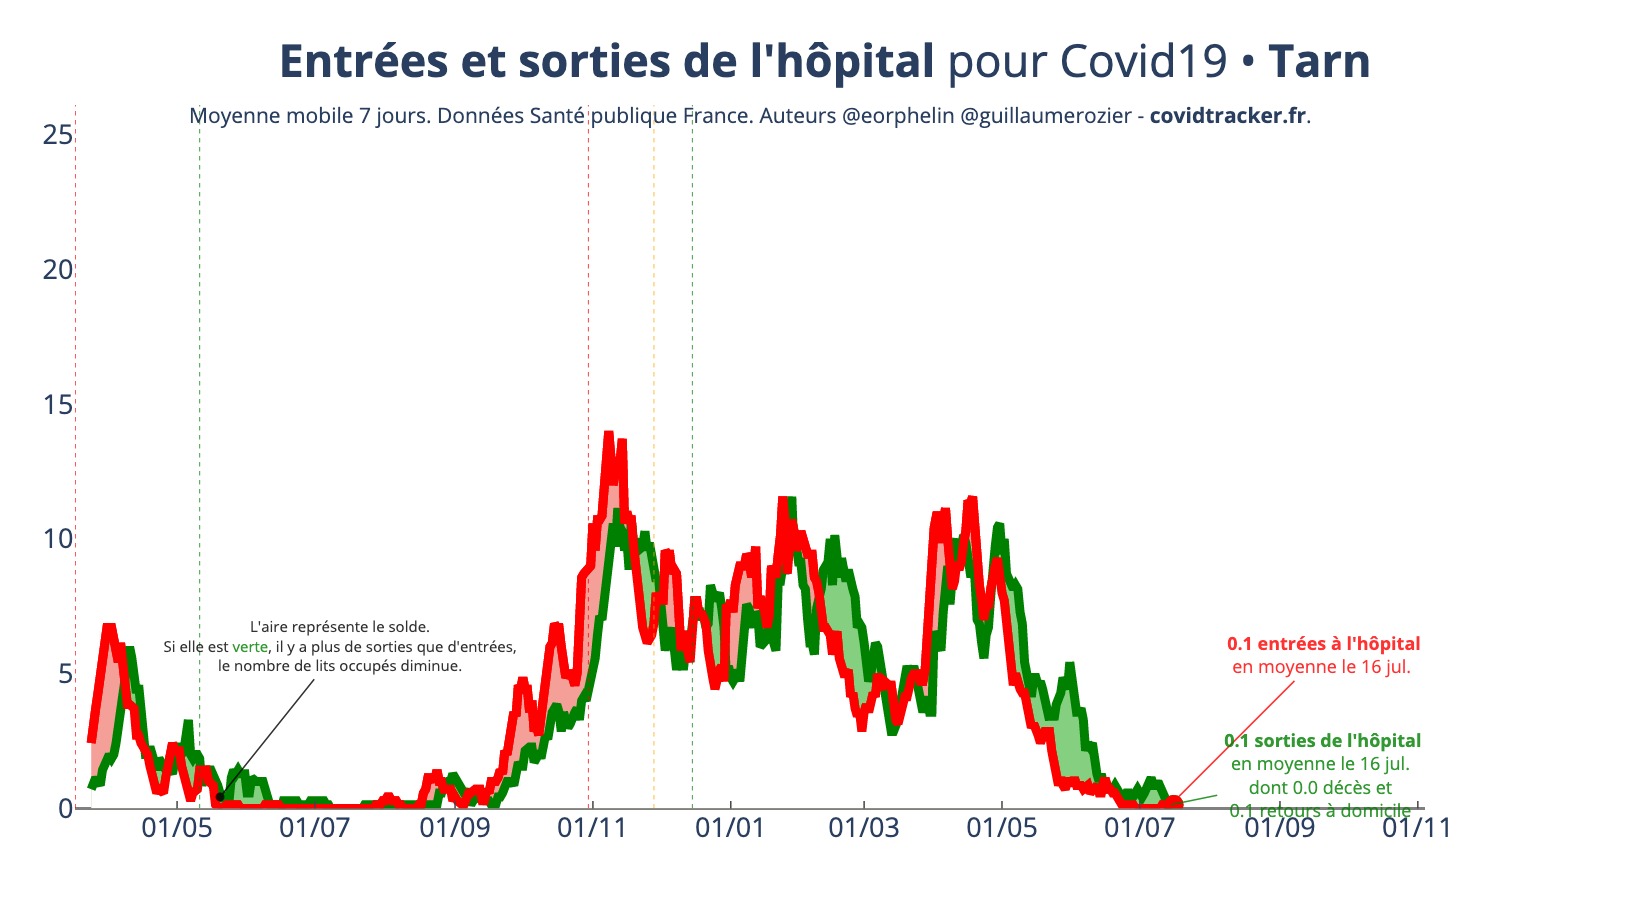 Entrées et sorties de l'hôpital pour Covid19 • Tarn
Moyenne mobile 7 jours. Données Santé publique France. Auteurs @eorphelin @guillaumerozier - covidtracker.fr.
25
20
15
10
5
0
L'aire représente le solde.
Si elle est verte, il y a plus de sorties que d'entrées,
le nombre de lits occupés diminue.
0.1 entrées à l'hôpital
en moyenne le 16 jul.
0.1 sorties de l'hôpital
en moyenne le 16 jul.
dont 0.0 décès et
0.1 retours à domicile
01/05 01/07 01/09 01/11 01/01 01/03 01/05 01/07 01/09 01/11